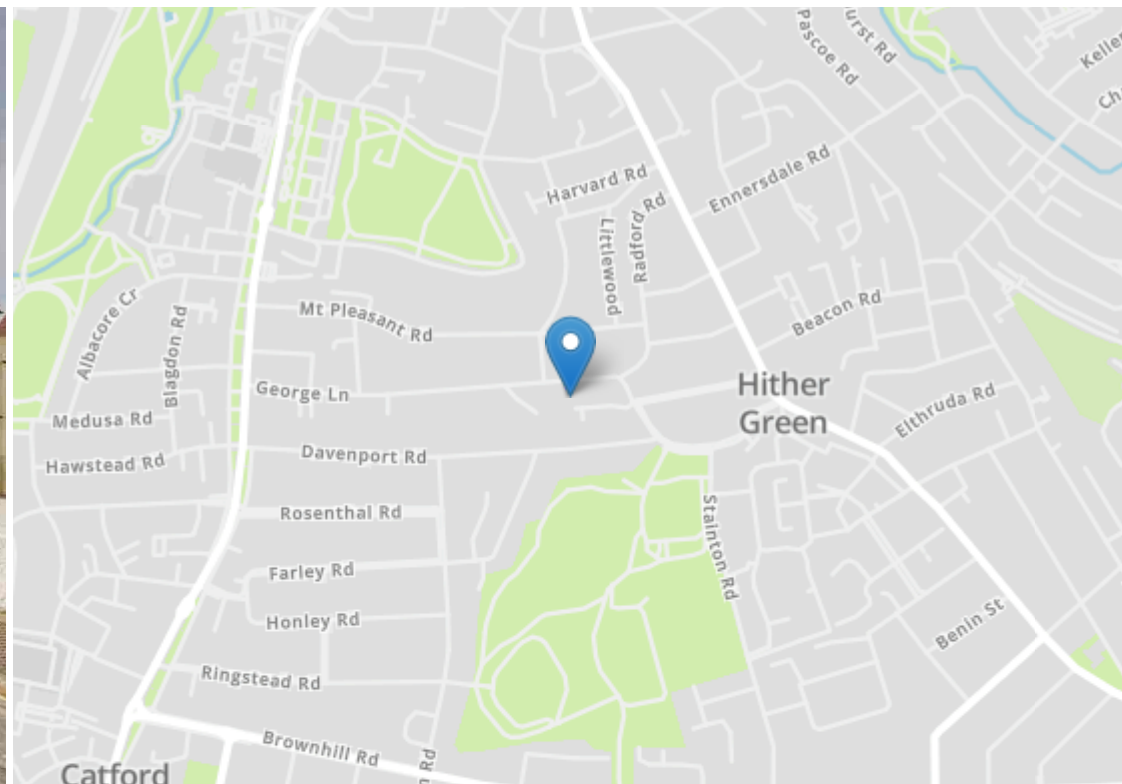 Pascoe Rd
urst Rd
Keller
Ch
Harvard Rd
Ennersdale Rd
Littlewood
Radford Rd
Albacore Cr
Blagdon Rd
Mt Pleasant Rd
Beacon Rd
George Ln
Hither
Green
Medusa Rd
Elthruda Rd
Hawstead Rd
Davenport Rd
Rosenthal Rd
Stainton Rd
Farley Rd
Honley Rd
Benin St
Ringstead Rd
Brownhill Rd
Rd
Catford